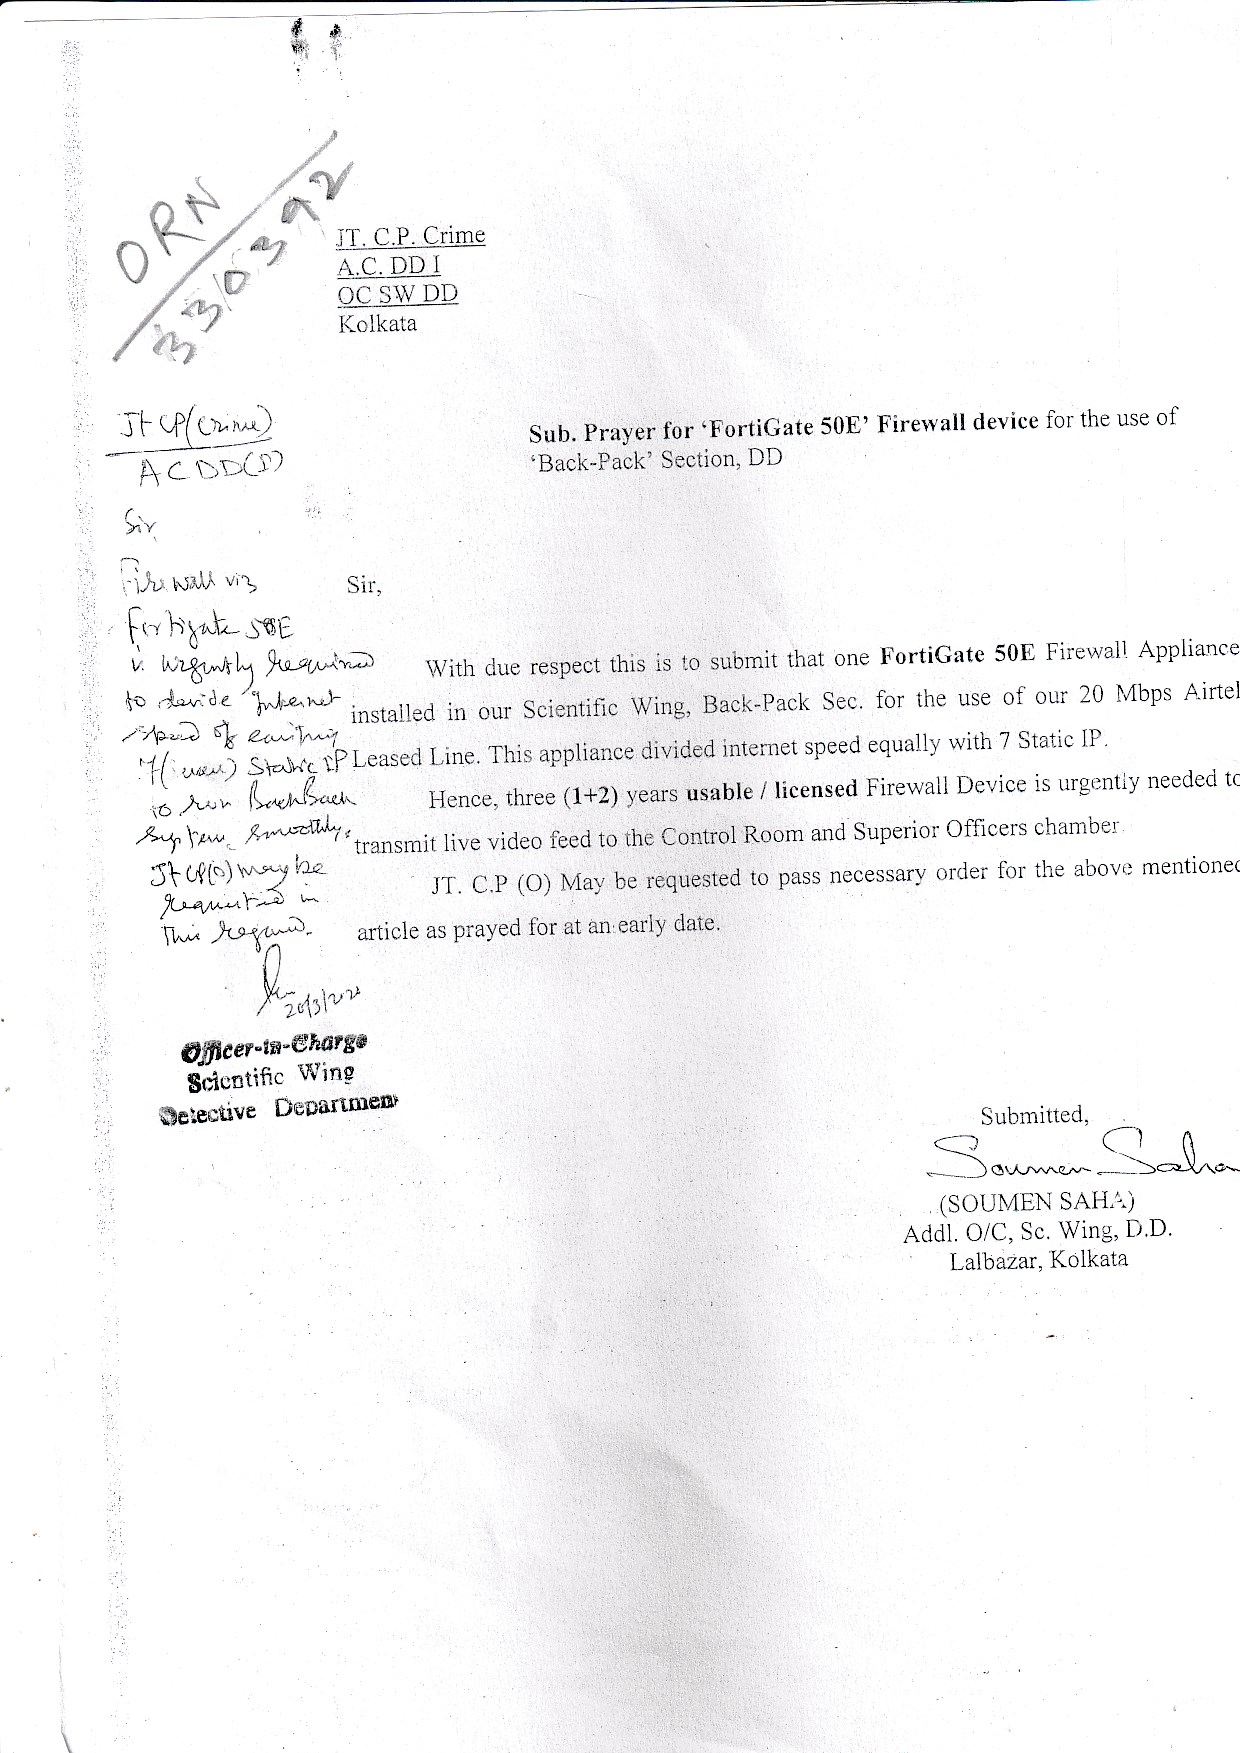 ORN
330392
JT. C.P. Crime
A.C. DD I
OC SW DD
Kolkata
Jt CP(Crime)
ACDD(I)
Sub. Prayer for ‘FortiGate 50E’ Firewall device for the use of
‘Back-Pack’ Section, DD
Sir,
Firewall viz
Fortigate 50E
is urgently required
to devide Internet
speed of existing
7(seven) Static IP
to run BackBack
System smoothly.
Jt CP(O) may be
requested in
this regard.
20/3/202
Officer-in-Charge
Scientific Wing
Detective Department
Sir,
With due respect this is to submit that one FortiGate 50E Firewall Appliance
installed in our Scientific Wing, Back-Pack Sec. for the use of our 20 Mbps Airtel
Leased Line. This appliance divided internet speed equally with 7 Static IP.
Hence, three (1+2) years usable / licensed Firewall Device is urgently needed to
transmit live video feed to the Control Room and Superior Officers chamber.
JT. C.P (O) May be requested to pass necessary order for the above mentioned
article as prayed for at an early date.
Submitted,
Soumen Saha
(SOUMEN SAHA)
Addl. O/C, Sc. Wing, D.D.
Lalbazar, Kolkata